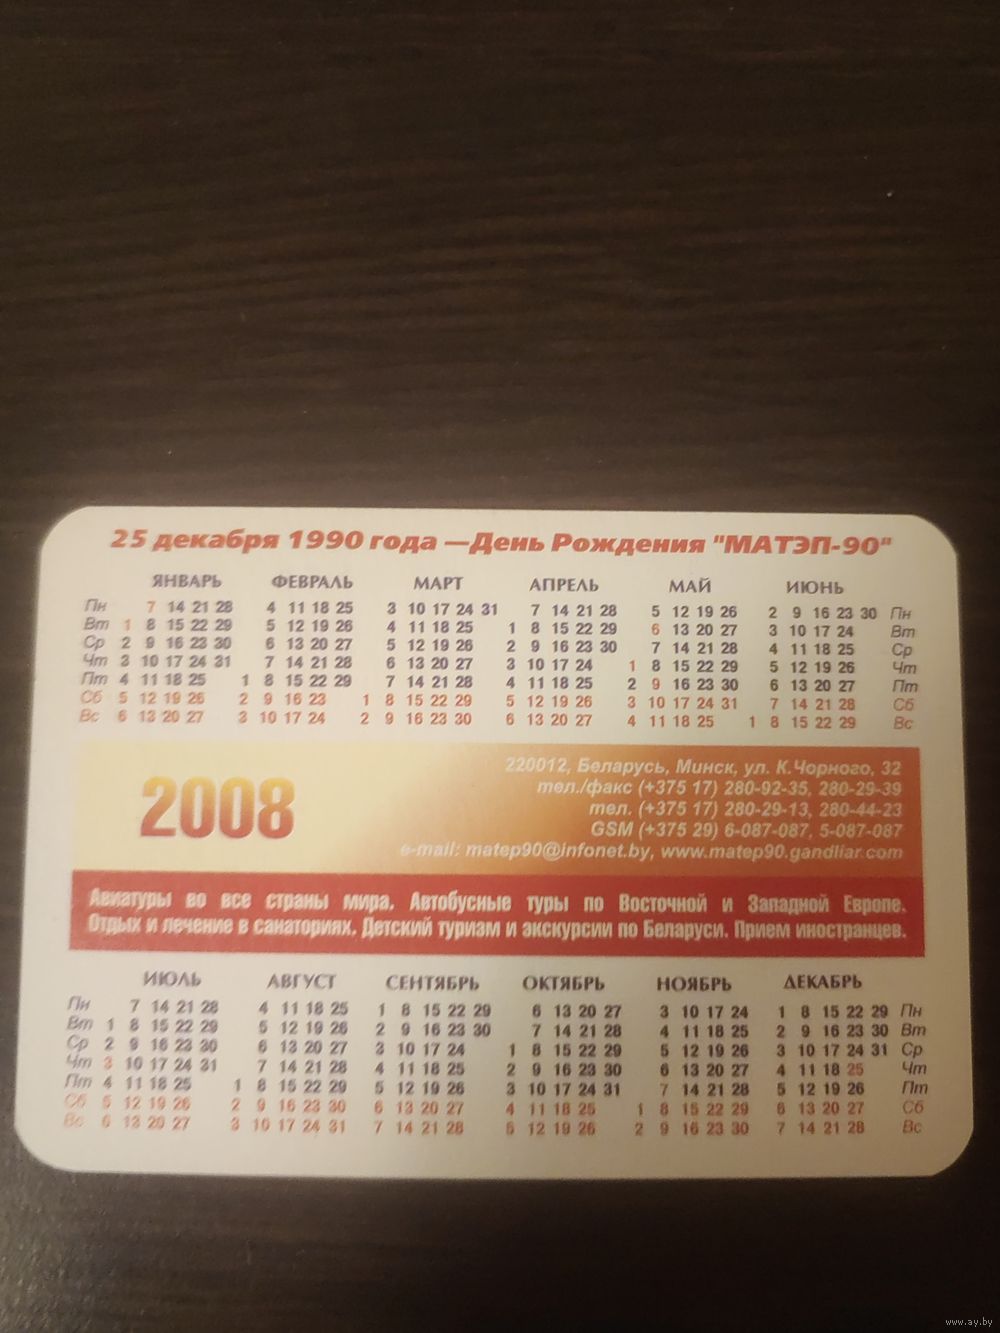 25 декабря 1990 года —День Рождения "МАТЭП-90"
ЯНВАРЬ ФЕВРАЛЬ МАРТ АПРЕЛЬ МАЙ ИЮНЬ
Пн 7 14 21 28 4 11 18 25 3 10 17 24 31 7 14 21 28 5 12 19 26 2 9 16 23 30 Пн
Вт 1 8 15 22 29 5 12 19 26 4 11 18 25 1 8 15 22 29 6 13 20 27 3 10 17 24 Вт
Ср 2 9 16 23 30 6 13 20 27 5 12 19 26 2 9 16 23 30 7 14 21 28 4 11 18 25 Ср
Чт 3 10 17 24 31 7 14 21 28 6 13 20 27 3 10 17 24 1 8 15 22 29 5 12 19 26 Чт
Пт 4 11 18 25 1 8 15 22 29 7 14 21 28 4 11 18 25 2 9 16 23 30 6 13 20 27 Пт
Сб 5 12 19 26 2 9 16 23 1 8 15 22 29 5 12 19 26 3 10 17 24 31 7 14 21 28 Сб
Вс 6 13 20 27 3 10 17 24 2 9 16 23 30 6 13 20 27 4 11 18 25 1 8 15 22 29 Вс
2008
220012, Беларусь, Минск, ул. К.Чорного, 32
тел./факс (+375 17) 280-92-35, 280-29-39
тел. (+375 17) 280-29-13, 280-44-23
GSM (+375 29) 6-087-087, 5-087-087
e-mail: matep90@infonet.by, www.matep90.gandliar.com
Авиатуры во все страны мира. Автобусные туры по Восточной и Западной Европе.
Отдых и лечение в санаториях. Детский туризм и экскурсии по Беларуси. Прием иностранцев.
ИЮЛЬ АВГУСТ СЕНТЯБРЬ ОКТЯБРЬ НОЯБРЬ ДЕКАБРЬ
Пн 7 14 21 28 4 11 18 25 1 8 15 22 29 6 13 20 27 3 10 17 24 1 8 15 22 29 Пн
Вт 1 8 15 22 29 5 12 19 26 2 9 16 23 30 7 14 21 28 4 11 18 25 2 9 16 23 30 Вт
Ср 2 9 16 23 30 6 13 20 27 3 10 17 24 1 8 15 22 29 5 12 19 26 3 10 17 24 31 Ср
Чт 3 10 17 24 31 7 14 21 28 4 11 18 25 2 9 16 23 30 6 13 20 27 4 11 18 25 Чт
Пт 4 11 18 25 1 8 15 22 29 5 12 19 26 3 10 17 24 31 7 14 21 28 5 12 19 26 Пт
Сб 5 12 19 26 2 9 16 23 30 6 13 20 27 4 11 18 25 1 8 15 22 29 6 13 20 27 Сб
Вс 6 13 20 27 3 10 17 24 31 7 14 21 28 5 12 19 26 2 9 16 23 30 7 14 21 28 Вс
www.ay.by